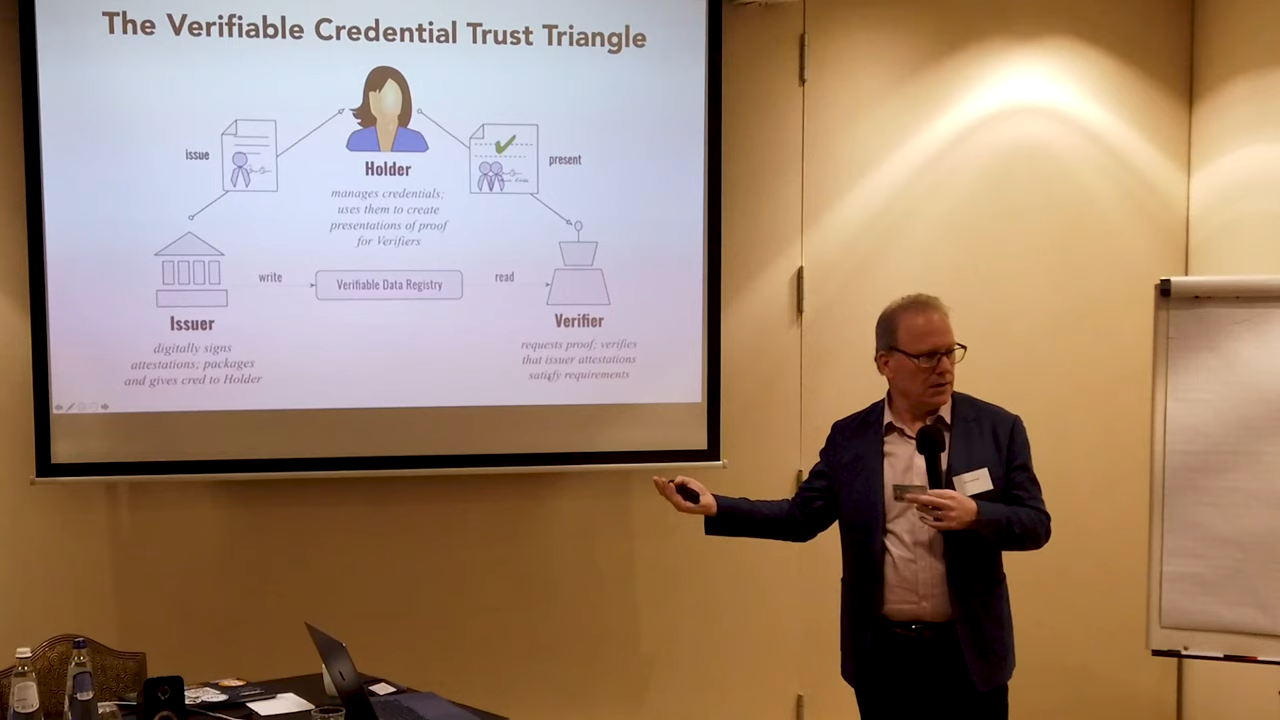 The Verifiable Credential Trust Triangle
issue
present
Holder
manages credentials;
uses them to create
presentations of proof
for Verifiers
write
Verifiable Data Registry
read
Issuer
digitally signs
attestations; packages
and gives cred to Holder
Verifier
requests proof; verifies
that issuer attestations
satisfy requirements